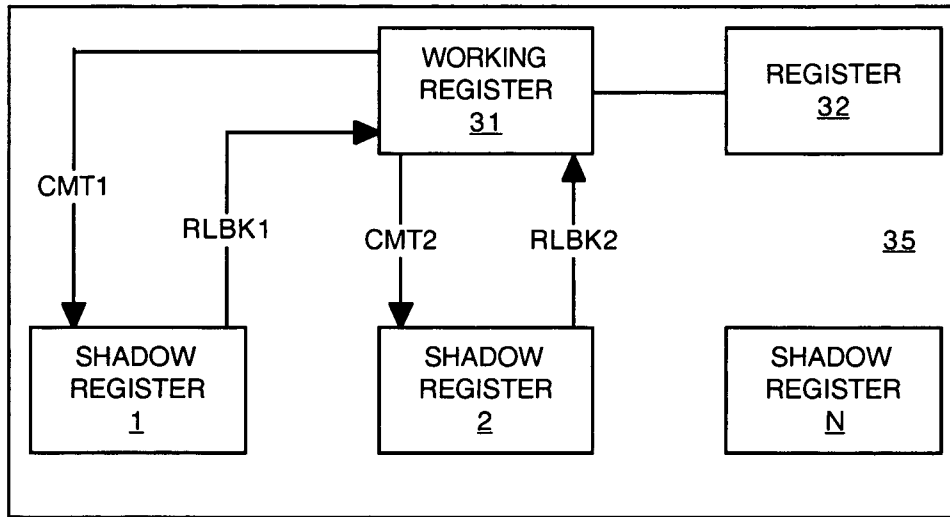 WORKING
REGISTER
31
REGISTER
32
CMT1
RLBK1
CMT2
RLBK2
35
SHADOW
REGISTER
1
SHADOW
REGISTER
2
SHADOW
REGISTER
N